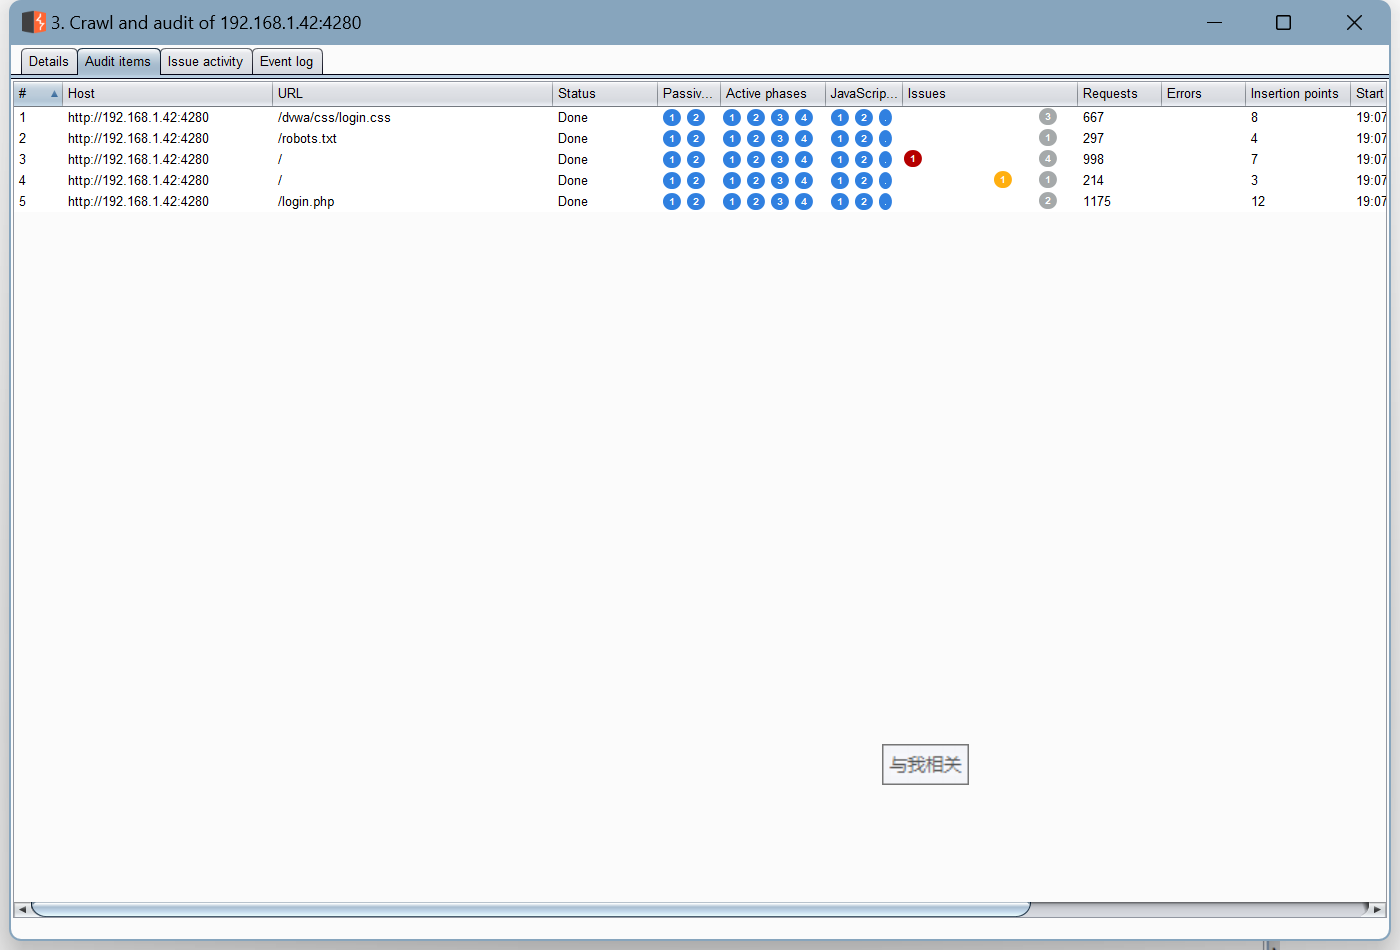 3. Crawl and audit of 192.168.1.42:4280
Details Audit items Issue activity Event log
# Host URL Status Passiv... Active phases JavaScrip... Issues Requests Errors Insertion points Start
1 http://192.168.1.42:4280 /dvwa/css/login.css Done 1 2 1 2 3 4 1 2 . 3 667 8 19:07
2 http://192.168.1.42:4280 /robots.txt Done 1 2 1 2 3 4 1 2 . 1 297 4 19:07
3 http://192.168.1.42:4280 / Done 1 2 1 2 3 4 1 2 . 1 4 998 7 19:07
4 http://192.168.1.42:4280 / Done 1 2 1 2 3 4 1 2 . 1 1 214 3 19:07
5 http://192.168.1.42:4280 /login.php Done 1 2 1 2 3 4 1 2 . 2 1175 12 19:07
与我相关